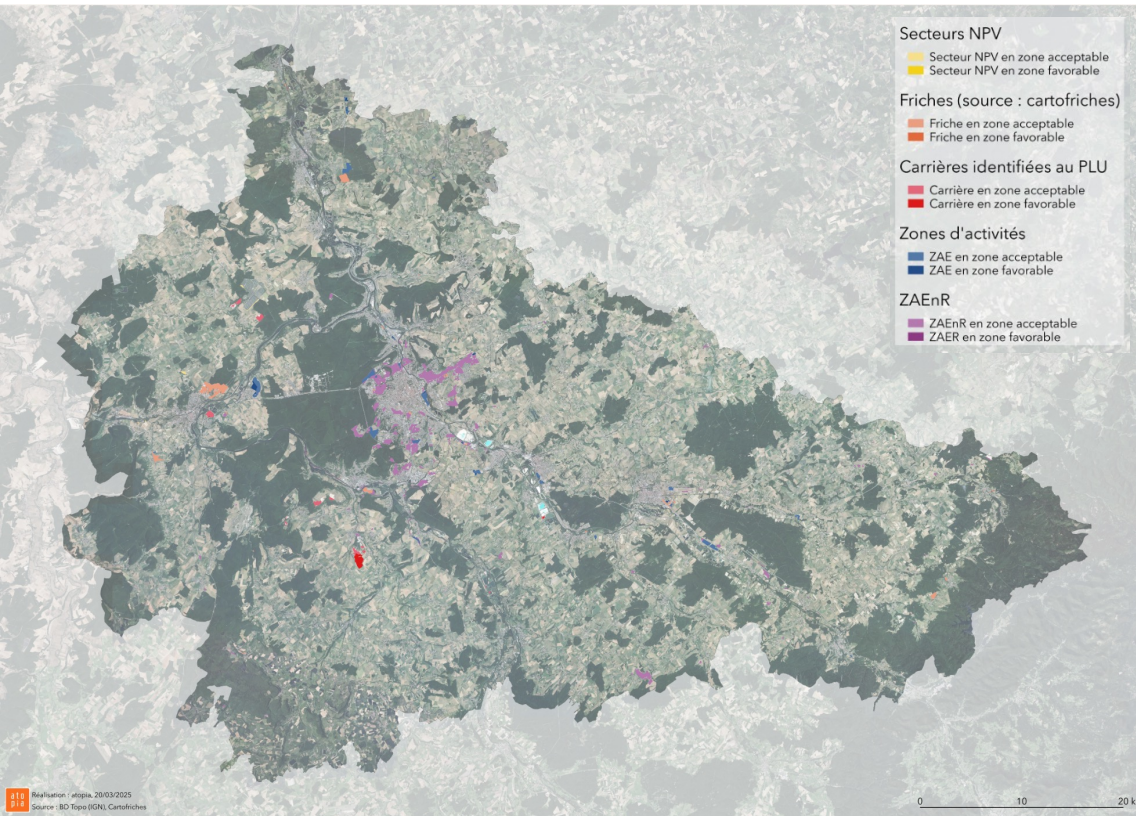 Secteurs NPV
Secteur NPV en zone acceptable
Secteur NPV en zone favorable
Friches (source : cartofriches)
Friche en zone acceptable
Friche en zone favorable
Carrières identifiées au PLU
Carrière en zone acceptable
Carrière en zone favorable
Zones d'activités
ZAE en zone acceptable
ZAE en zone favorable
ZAEnR
ZAEnR en zone acceptable
ZAER en zone favorable
ato
pia
Réalisation : atopia, 20/03/2025
Source : BD Topo (IGN), Cartofriches
0 10 20 k